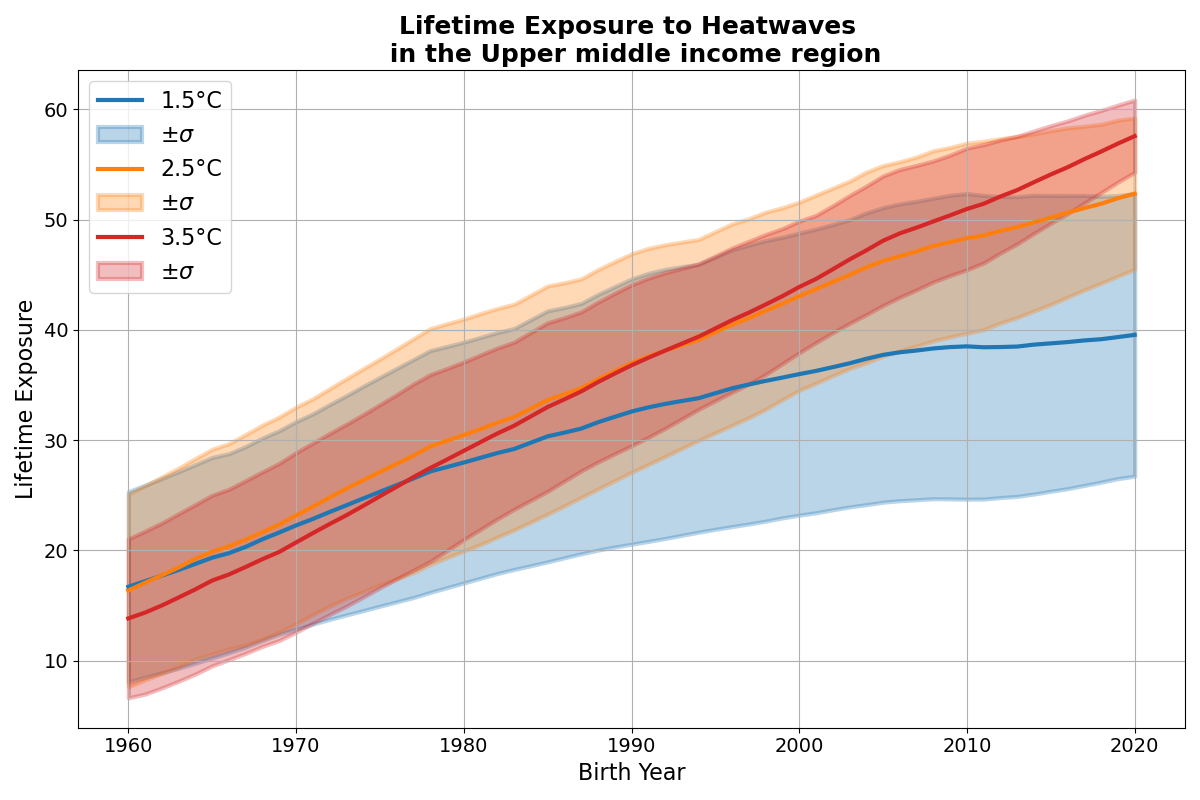 Lifetime Exposure to Heatwaves
in the Upper middle income region
1.5°C
±σ
2.5°C
±σ
3.5°C
±σ
Lifetime Exposure
60
50
40
30
20
10
1960 1970 1980 1990 2000 2010 2020
Birth Year